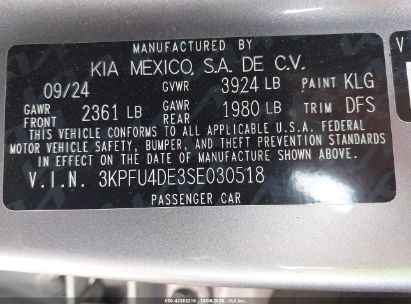 MANUFACTURED BY
KIA MEXICO, S.A. DE C.V.
09/24 GVWR 3924 LB PAINT KLG
GAWR FRONT 2361 LB GAWR REAR 1980 LB TRIM DFS
THIS VEHICLE CONFORMS TO ALL APPLICABLE U.S.A. FEDERAL
MOTOR VEHICLE SAFETY, BUMPER, AND THEFT PREVENTION STANDARDS
IN EFFECT ON THE DATE OF MANUFACTURE SHOWN ABOVE.
V.I.N. 3KPFU4DE3SE030518
PASSENGER CAR
V